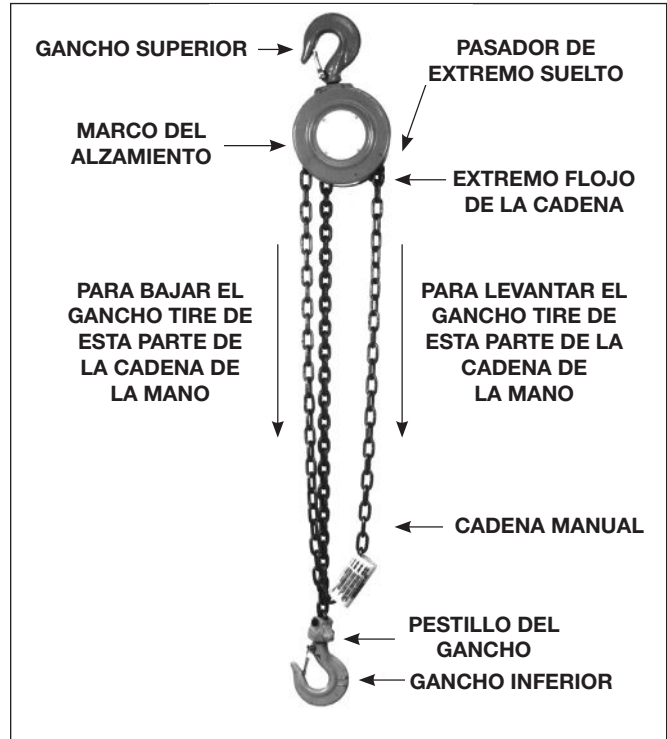 GANCHO SUPERIOR
PASADOR DE
EXTREMO SUELTO
MARCO DEL
ALZAMIENTO
EXTREMO FLOJO
DE LA CADENA
PARA BAJAR EL
GANCHO TIRE DE
ESTA PARTE DE
LA CADENA DE
LA MANO
PARA LEVANTAR EL
GANCHO TIRE DE
ESTA PARTE DE LA
CADENA DE
LA MANO
CADENA MANUAL
PESTILLO DEL
GANCHO
GANCHO INFERIOR